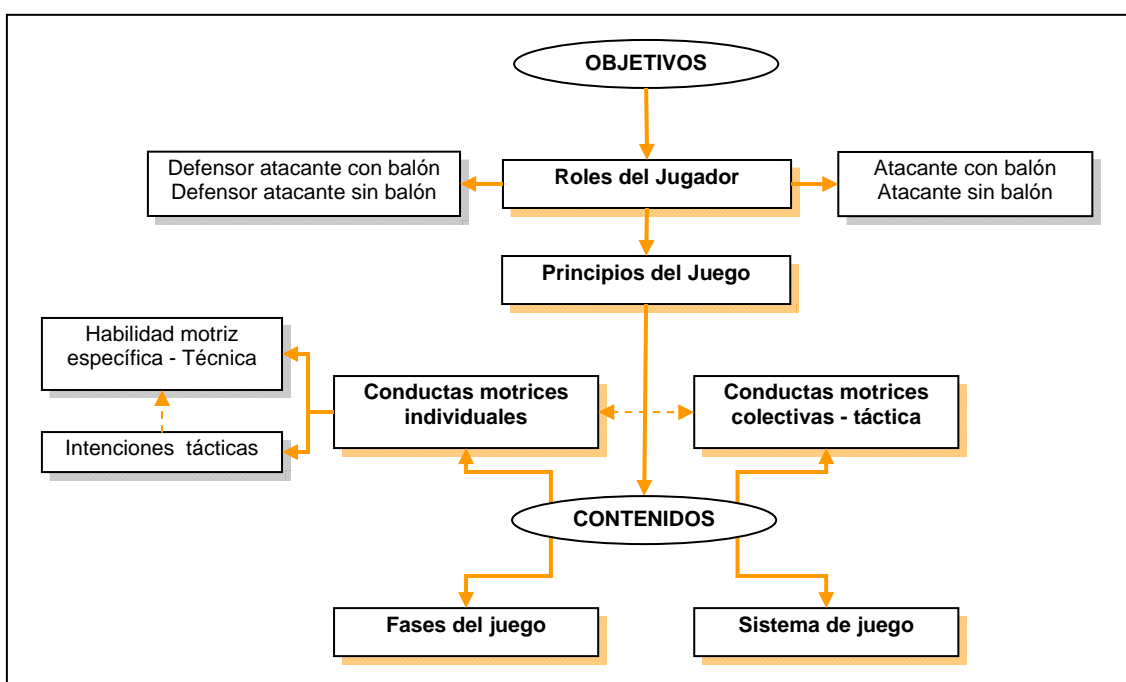 OBJETIVOS
Defensor atacante con balón
Defensor atacante sin balón
Roles del Jugador
Atacante con balón
Atacante sin balón
Principios del Juego
Habilidad motriz
específica - Técnica
Conductas motrices
individuales
Conductas motrices
colectivas - táctica
Intenciones tácticas
CONTENIDOS
Fases del juego
Sistema de juego